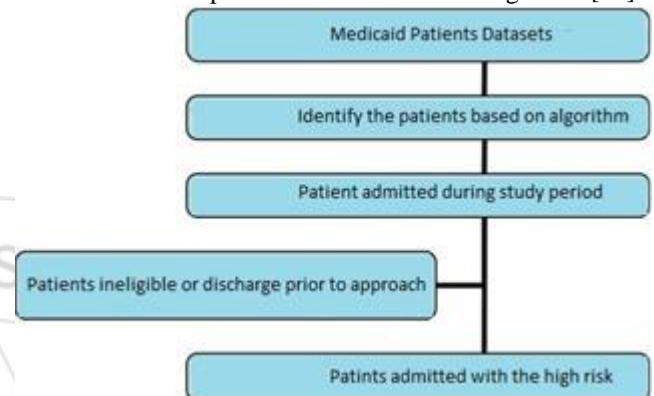 Medicaid Patients Datasets
Identify the patients based on algorithm
Patient admitted during study period
Patients ineligible or discharge prior to approach
Patints admitted with the high risk